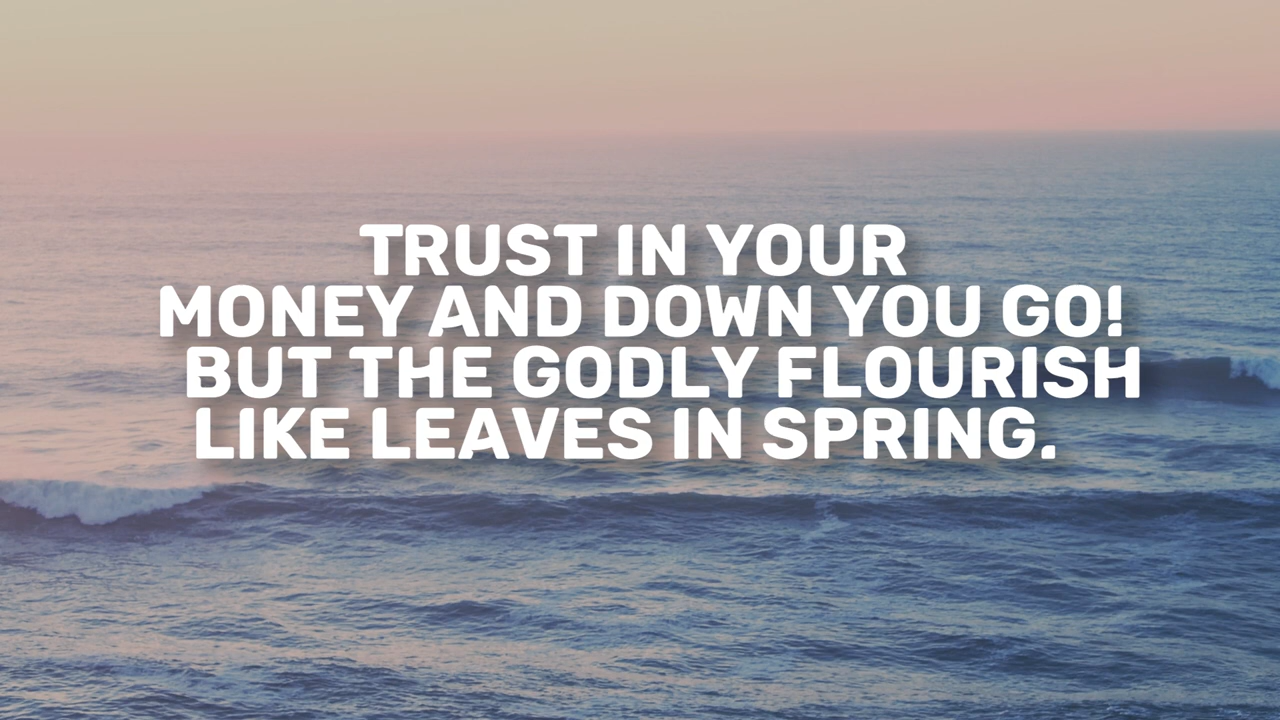 TRUST IN YOUR
MONEY AND DOWN YOU GO!
BUT THE GODLY FLOURISH
LIKE LEAVES IN SPRING.